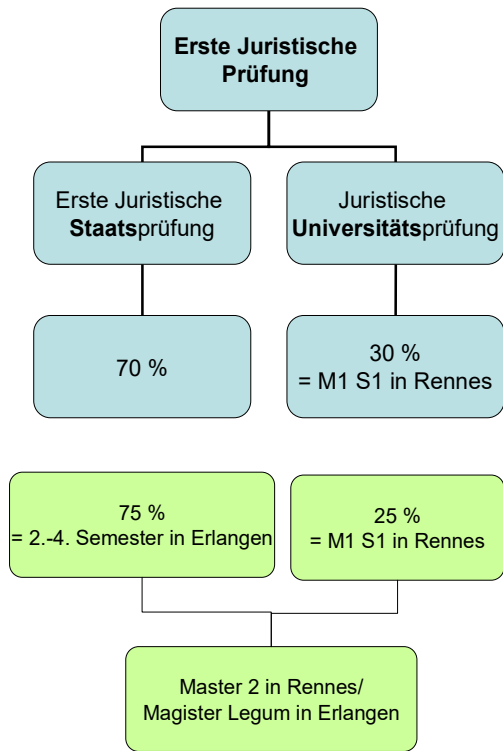 Erste Juristische
Prüfung
Erste Juristische
Staatsprüfung
Juristische
Universitätsprüfung
70 %
30 %
= M1 S1 in Rennes
75 %
= 2.-4. Semester in Erlangen
25 %
= M1 S1 in Rennes
Master 2 in Rennes/
Magister Legum in Erlangen